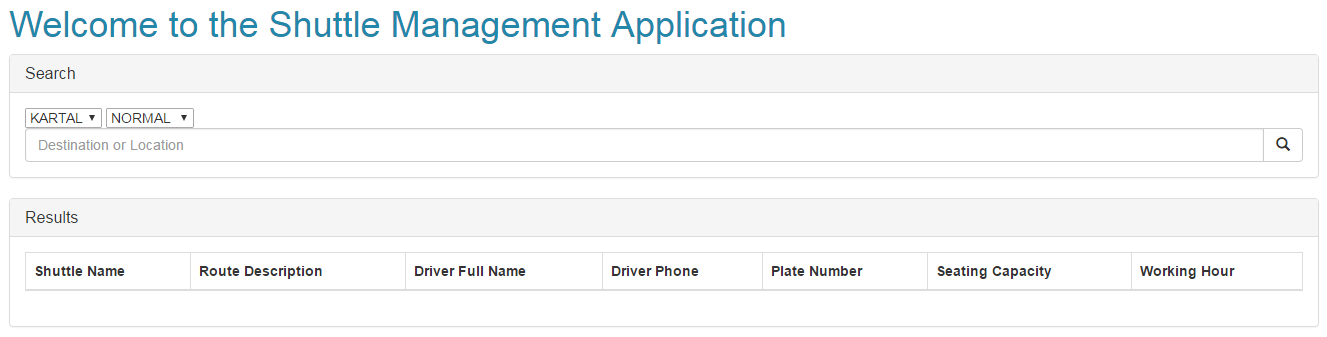 Welcome to the Shuttle Management Application
Search
KARTAL NORMAL
Destination or Location
Results
Shuttle Name Route Description Driver Full Name Driver Phone Plate Number Seating Capacity Working Hour